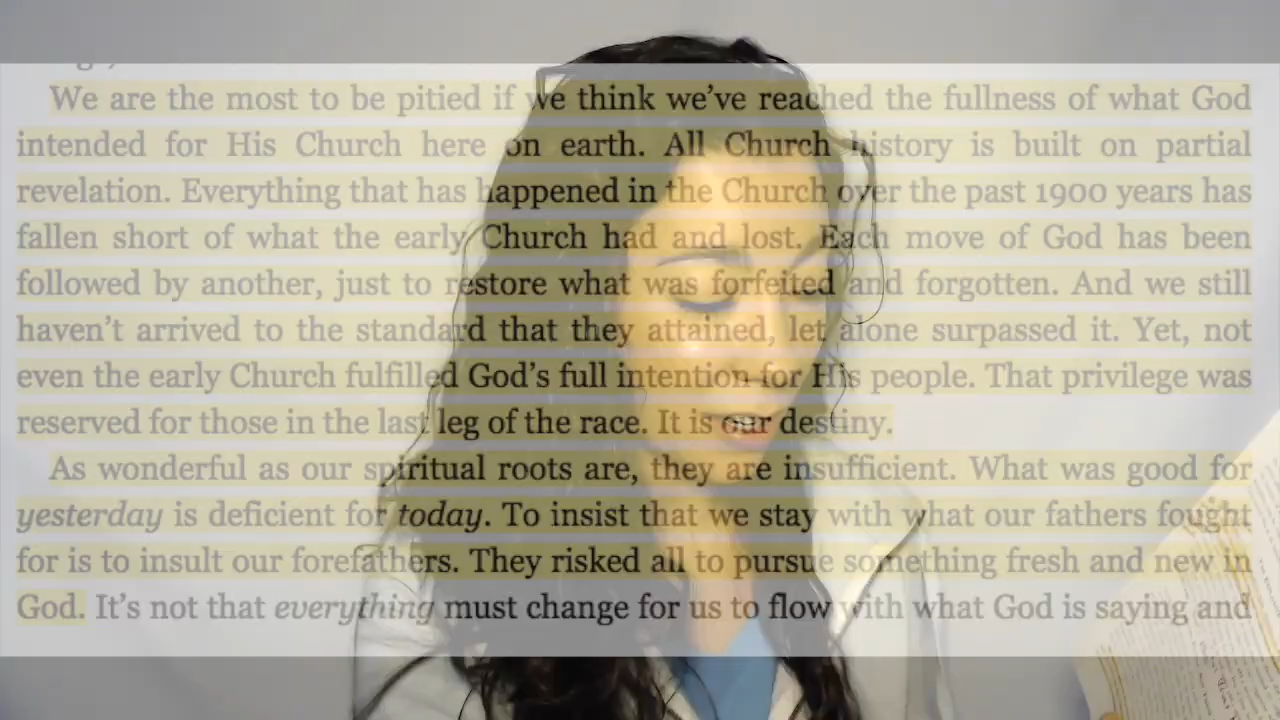 We are the most to be pitied if we think we've reached the fullness of what God
intended for His Church here on earth. All Church history is built on partial
revelation. Everything that has happened in the Church over the past 1900 years has
fallen short of what the early Church had and lost. Each move of God has been
followed by another, just to restore what was forfeited and forgotten. And we still
haven't arrived to the standard that they attained, let alone surpassed it. Yet, not
even the early Church fulfilled God's full intention for His people. That privilege was
reserved for those in the last leg of the race. It is our destiny.
As wonderful as our spiritual roots are, they are insufficient. What was good for
yesterday is deficient for today. To insist that we stay with what our fathers fought
for is to insult our forefathers. They risked all to pursue something fresh and new in
God. It's not that everything must change for us to flow with what God is saying and